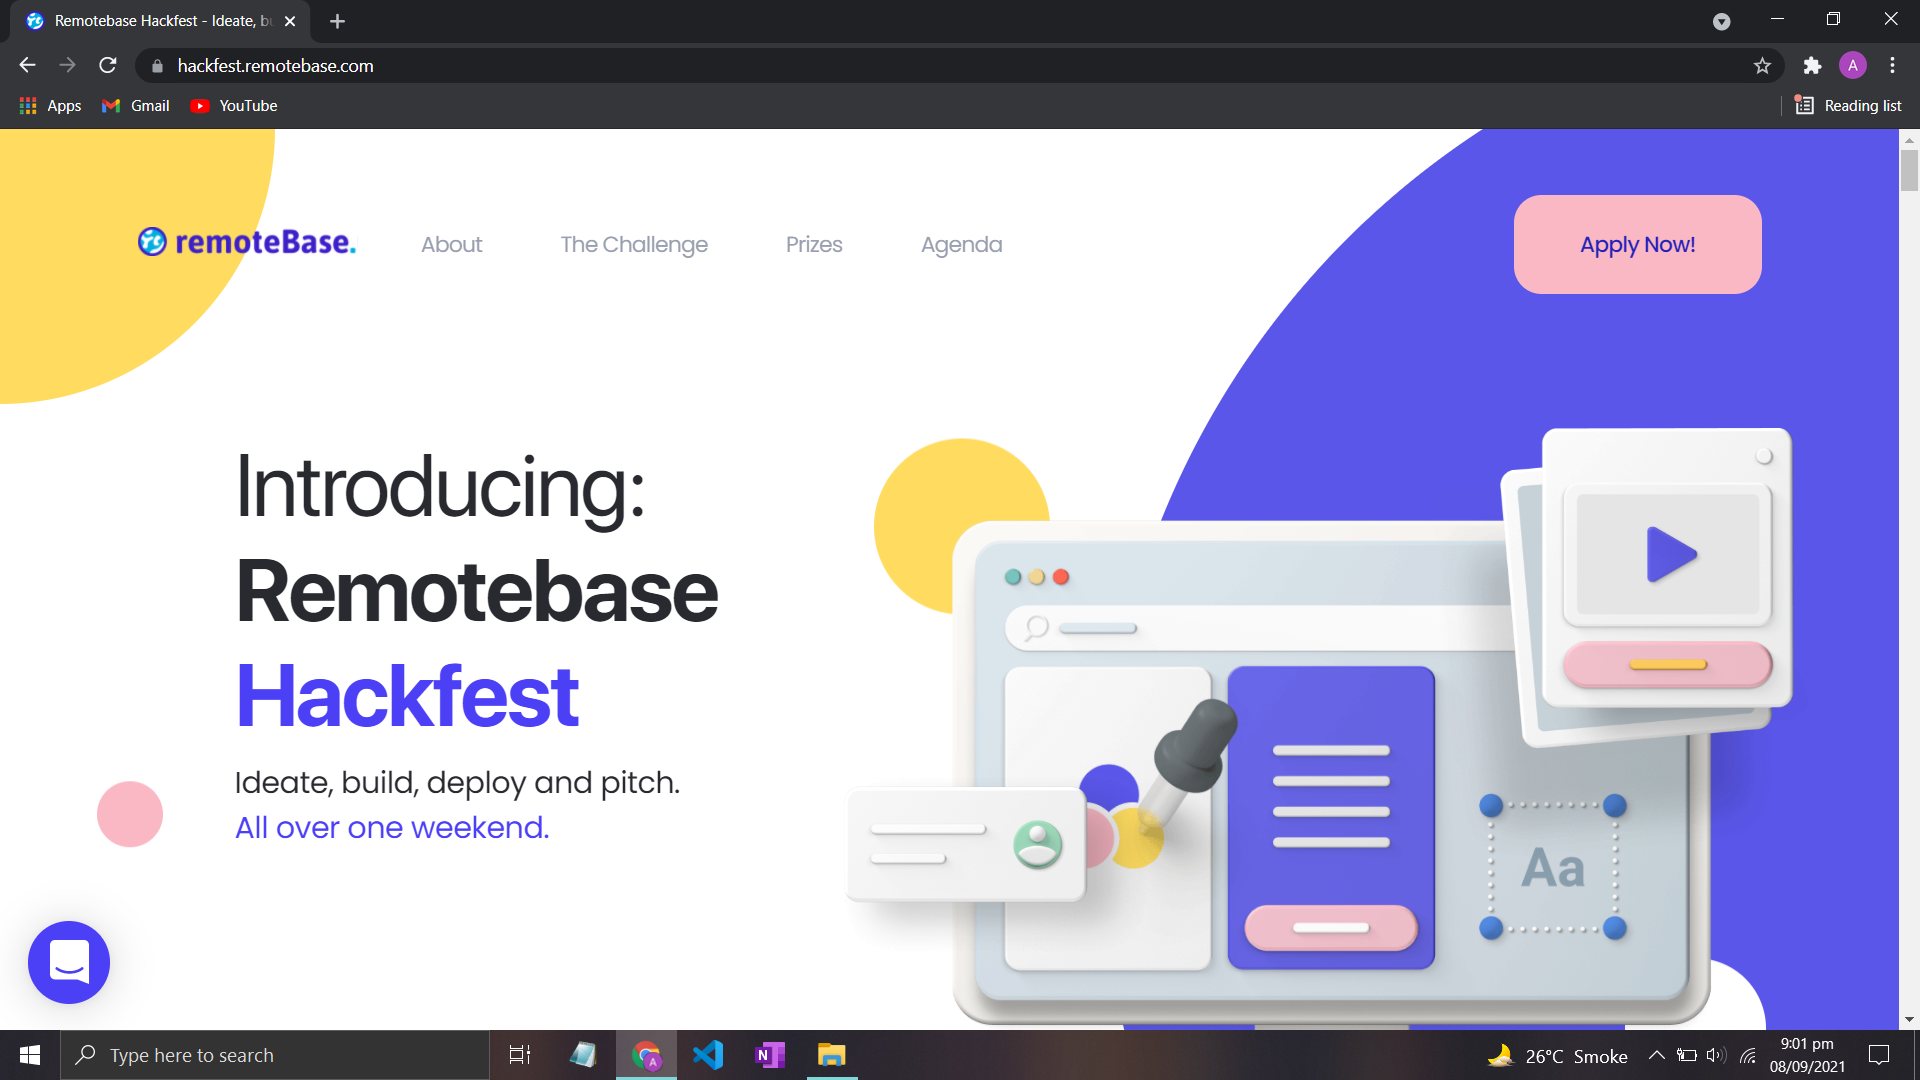 Remotebase Hackfest - Ideate, bu
hackfest.remotebase.com
A
Apps
Gmail
YouTube
Reading list
remoteBase.
About
The Challenge
Prizes
Agenda
Apply Now!
Introducing:
Remotebase
Hackfest
Ideate, build, deploy and pitch.
All over one weekend.
Aa
Type here to search
A
N
26°C Smoke
9:01 pm
08/09/2021